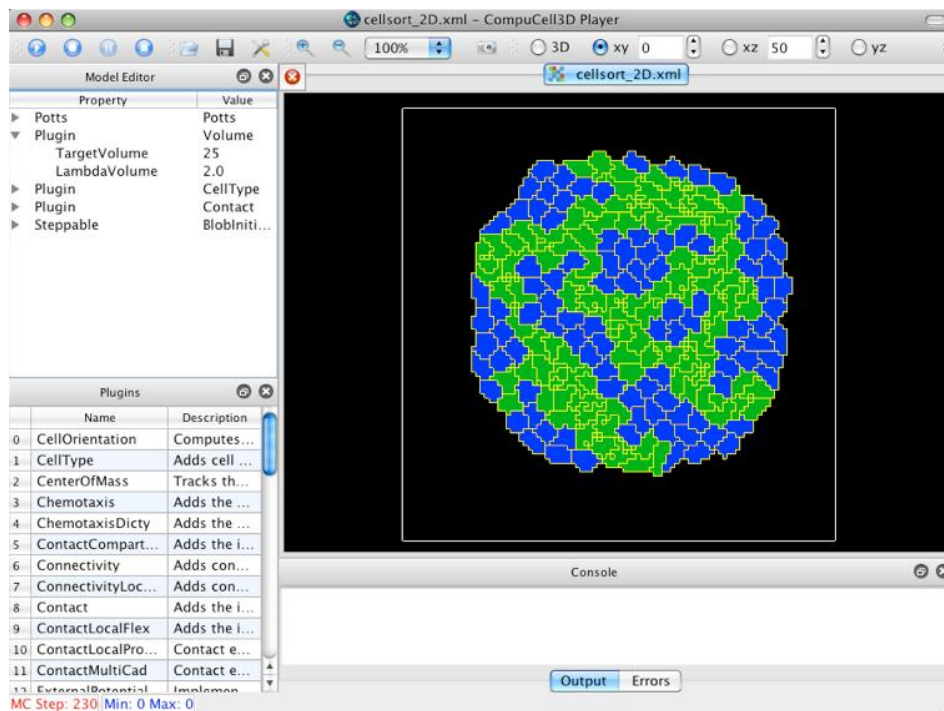 cellsort_2D.xml - CompuCell3D Player
100% 3D xy 0 xz 50 yz
Model Editor
cellsort_2D.xml
Property Value
Potts Potts
Plugin Volume
TargetVolume 25
LambdaVolume 2.0
Plugin CellType
Plugin Contact
Steppable BlobIniti...
Plugins
Name Description
0 CellOrientation Computes...
1 CellType Adds cell ...
2 CenterOfMass Tracks th...
3 Chemotaxis Adds the ...
4 ChemotaxisDicty Adds the ...
5 ContactCompart... Adds the i...
6 Connectivity Adds con...
7 ConnectivityLoc... Adds con...
8 Contact Adds the i...
9 ContactLocalFlex Adds the i...
10 ContactLocalPro... Contact e...
11 ContactMultiCad Contact e...
12 ExternalPotential Implemen
Console
Output Errors
MC Step: 230 Min: 0 Max: 0